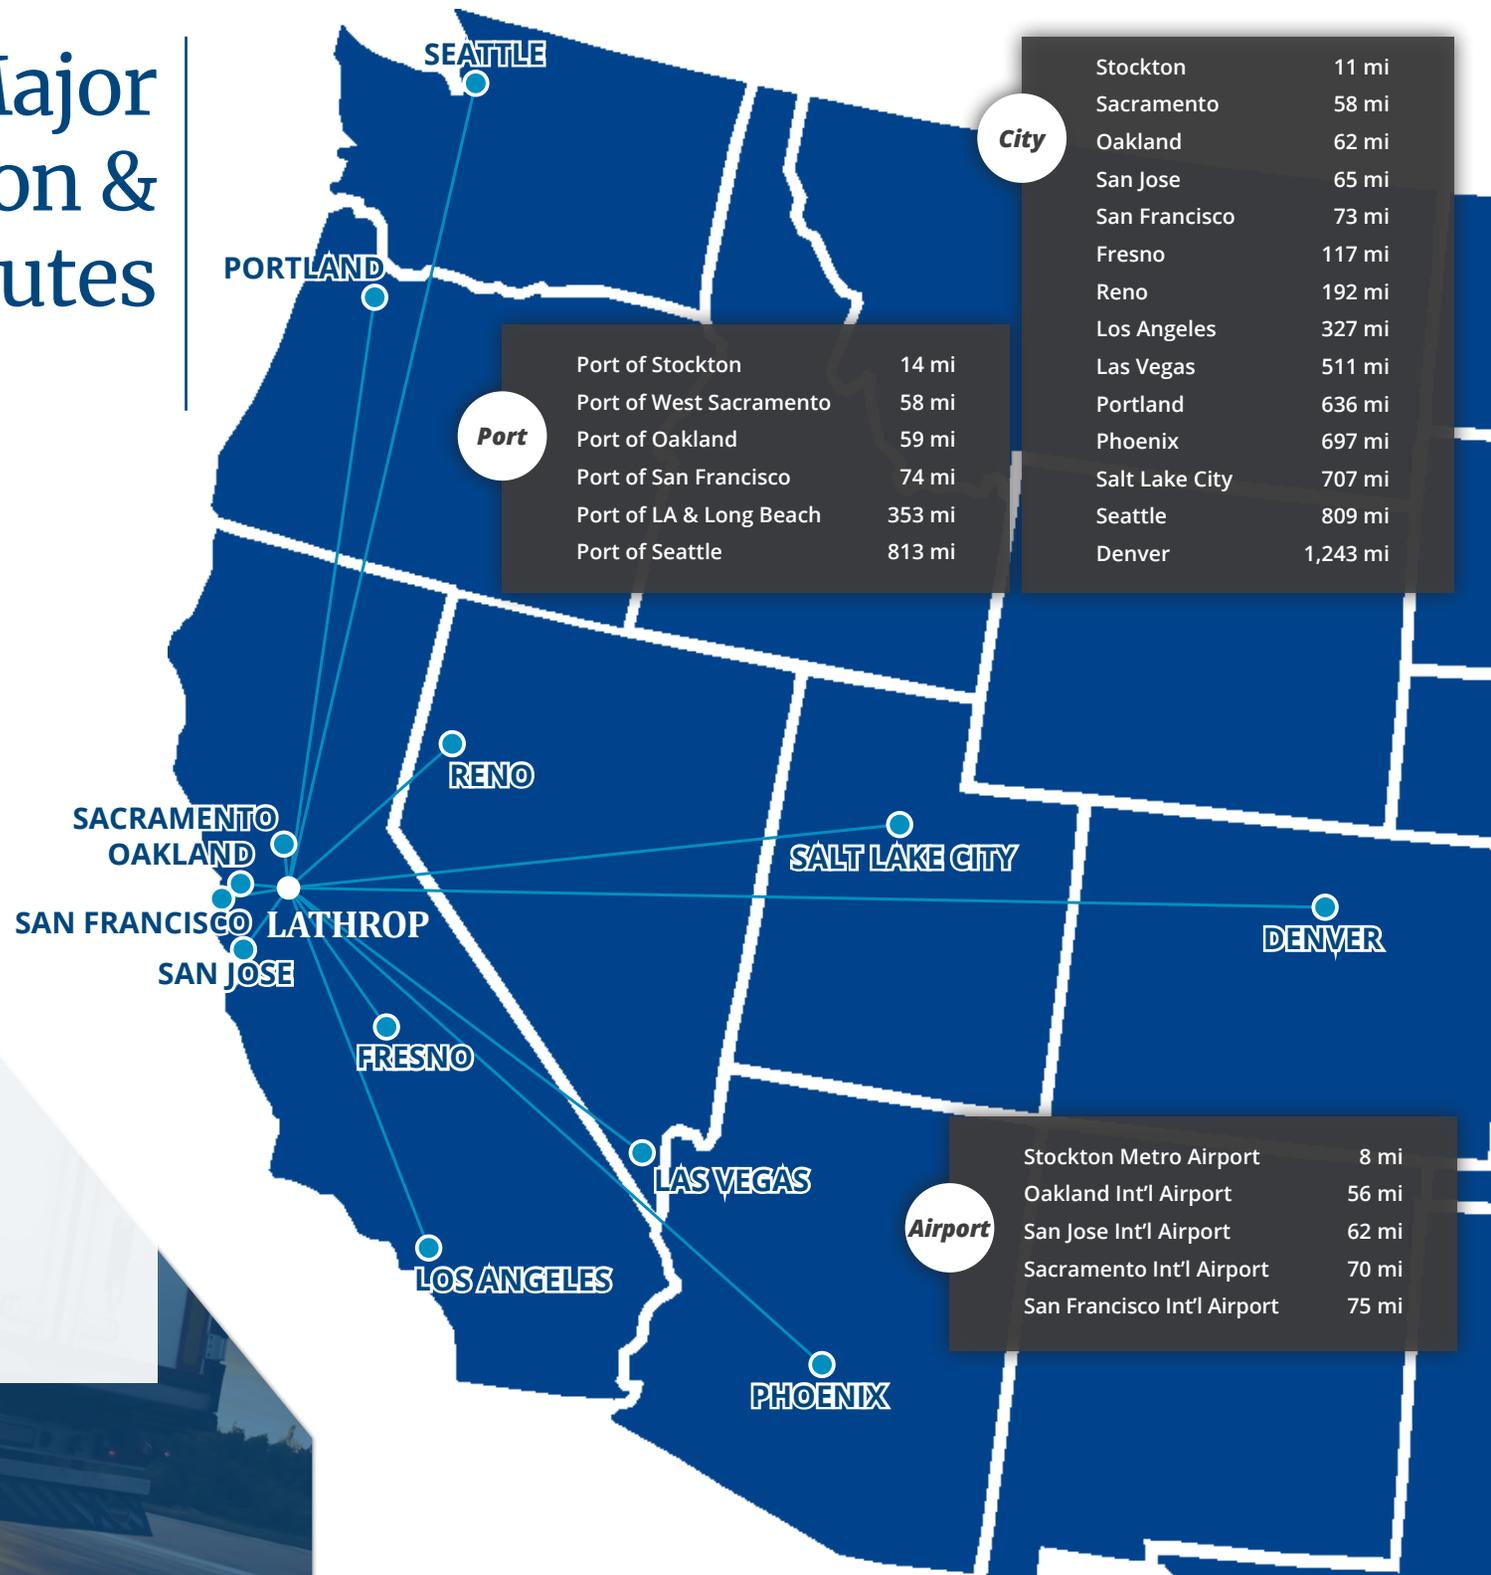 on &
SEATTLE
PORTLAND
City
Stockton 11 mi
Sacramento 58 mi
Oakland 62 mi
San Jose 65 mi
San Francisco 73 mi
Fresno 117 mi
Reno 192 mi
Los Angeles 327 mi
Las Vegas 511 mi
Portland 636 mi
Phoenix 697 mi
Salt Lake City 707 mi
Seattle 809 mi
Denver 1,243 mi
Port
Port of Stockton 14 mi
Port of West Sacramento 58 mi
Port of Oakland 59 mi
Port of San Francisco 74 mi
Port of LA & Long Beach 353 mi
Port of Seattle 813 mi
RENO
SACRAMENTO
OAKLAND
SALT LAKE CITY
SAN FRANCISCO
LATHROP
DENVER
SAN JOSE
FRESNO
LAS VEGAS
LOS ANGELES
PHOENIX
Airport
Stockton Metro Airport 8 mi
Oakland Int’l Airport 56 mi
San Jose Int’l Airport 62 mi
Sacramento Int’l Airport 70 mi
San Francisco Int’l Airport 75 mi